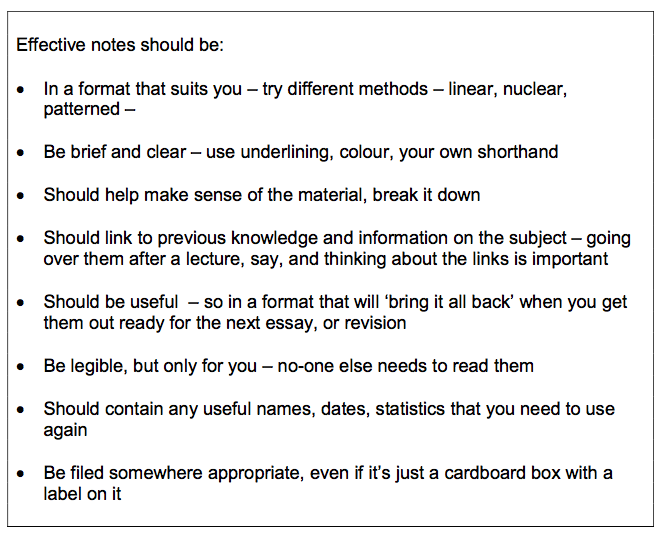 Effective notes should be:
• In a format that suits you – try different methods – linear, nuclear,
patterned –
• Be brief and clear – use underlining, colour, your own shorthand
• Should help make sense of the material, break it down
• Should link to previous knowledge and information on the subject – going
over them after a lecture, say, and thinking about the links is important
• Should be useful  – so in a format that will ‘bring it all back’ when you get
them out ready for the next essay, or revision
• Be legible, but only for you – no-one else needs to read them
• Should contain any useful names, dates, statistics that you need to use
again
• Be filed somewhere appropriate, even if it’s just a cardboard box with a
label on it